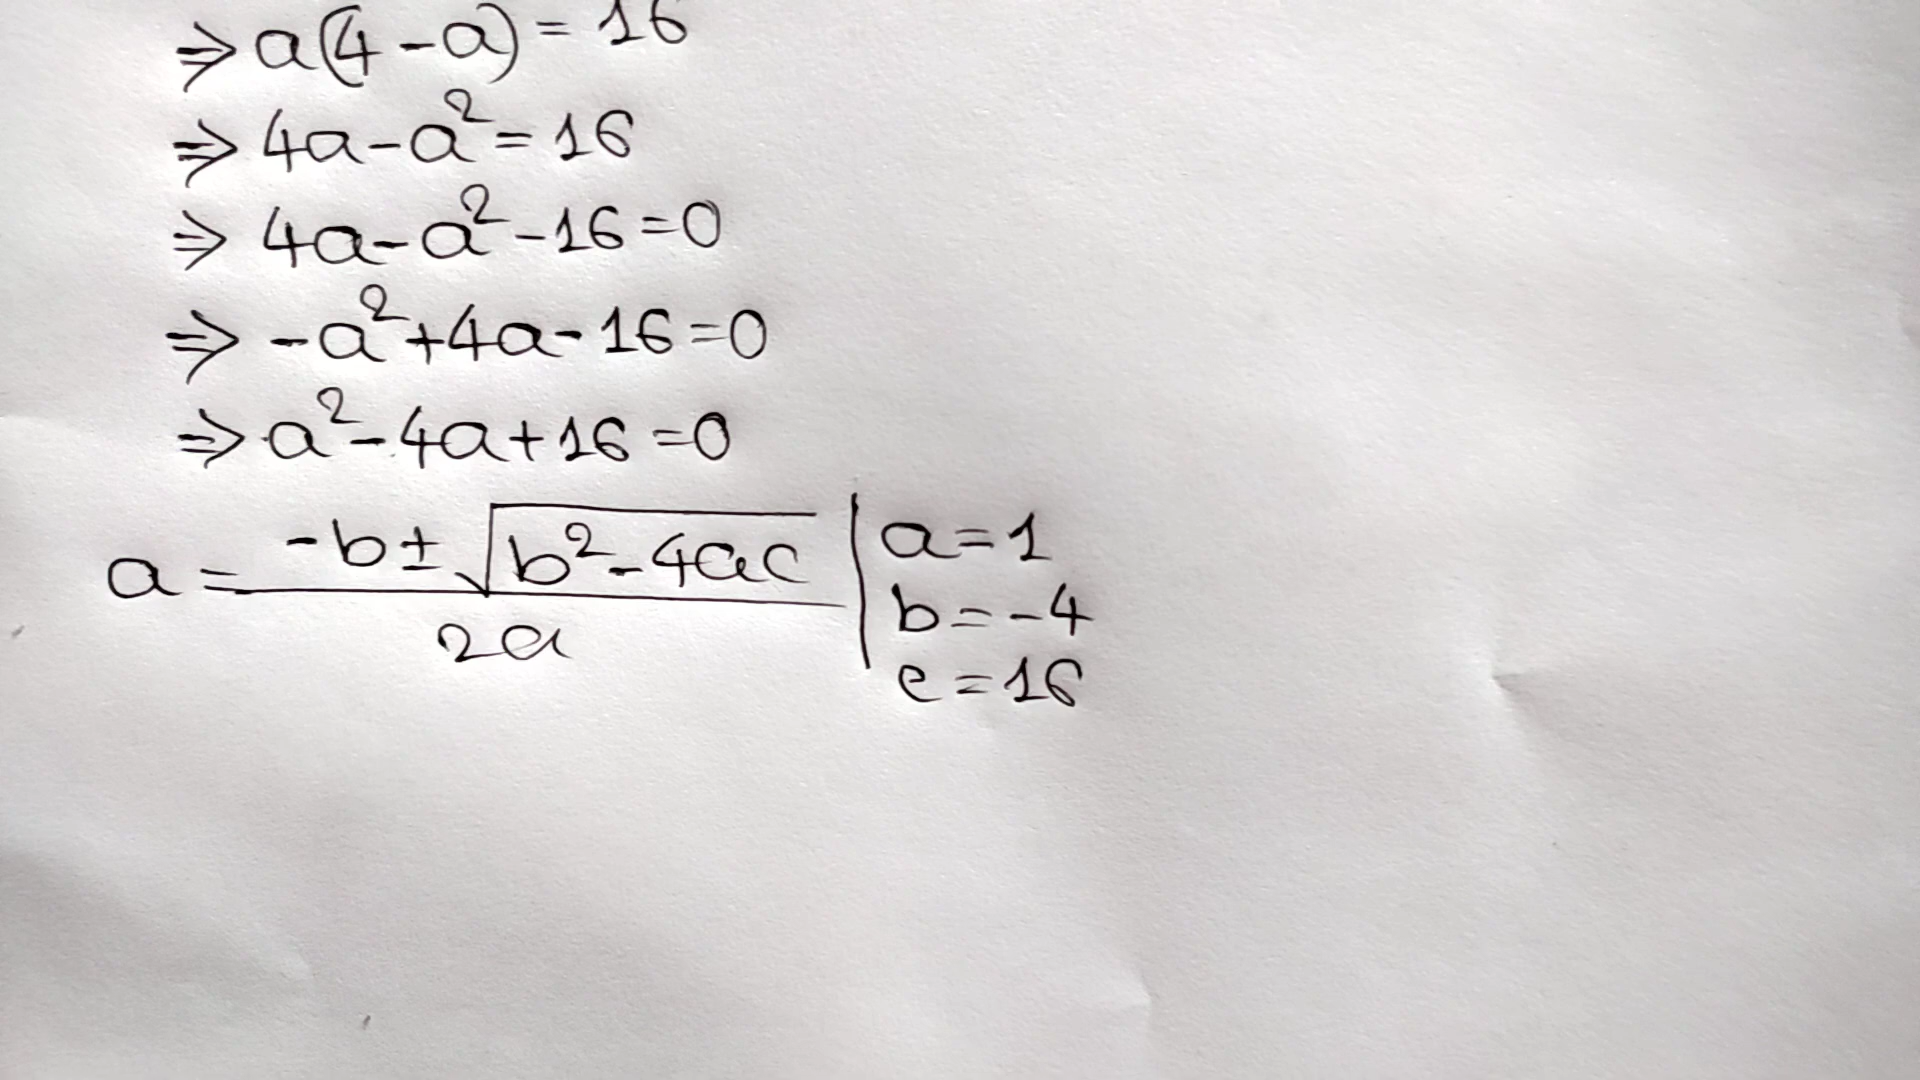 ⇒ a(4-a) = 16
⇒ 4a-a²=16
⇒ 4a-a²-16=0
⇒ -a²+4a-16=0
⇒ a²-4a+16=0
a = (-b±√(b²-4ac))/2a
a=1
b=-4
c=16